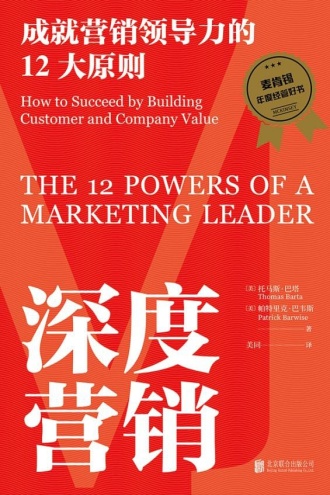 成就营销领导力的
12 大原则
How to Succeed by Building
Customer and Company Value
麦肯锡
年度经管好书
MCKINSEY
THE 12 POWERS OF A
MARKETING LEADER
深度
营销
［美］托马斯·巴塔
Thomas Barta
［美］帕特里克·巴韦斯
Patrick Barwise
美同 译
北京联合出版公司